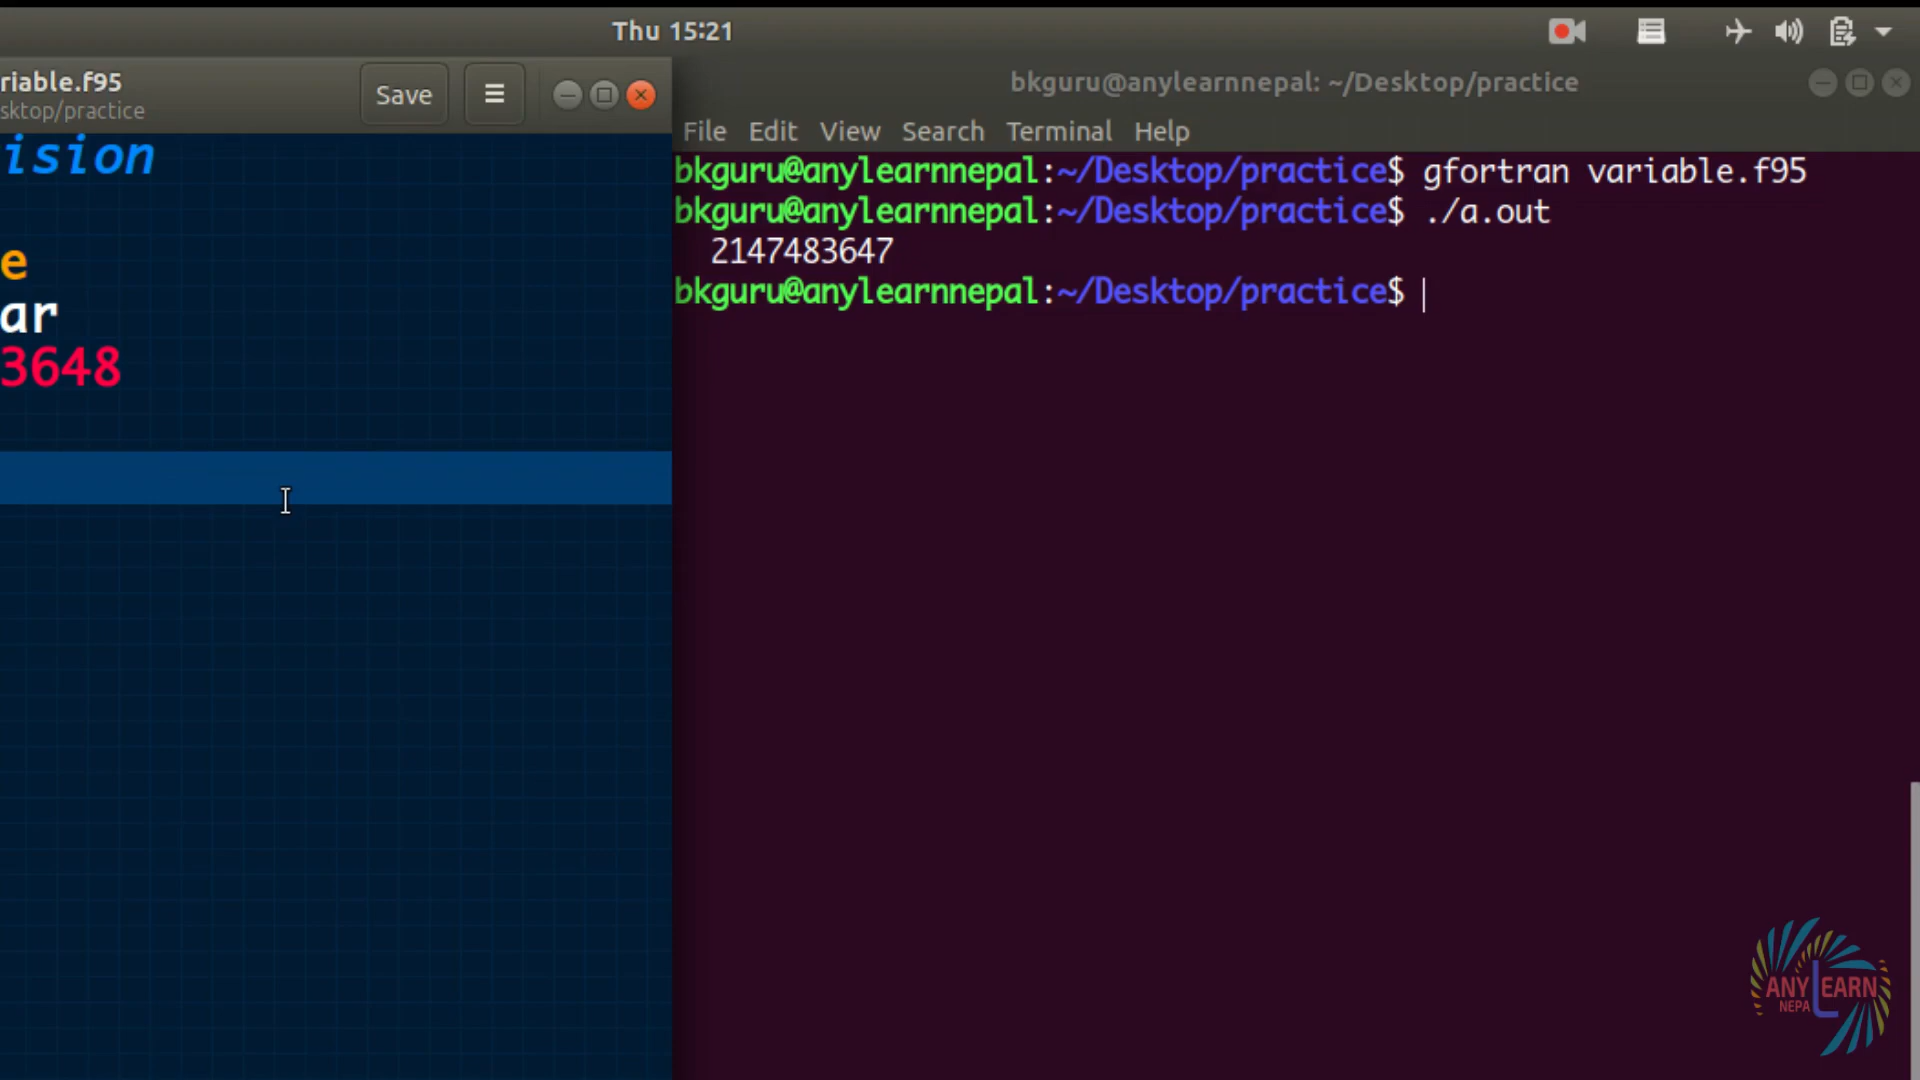 Thu 15:21
riable.f95
sktop/practice
Save
ision
e
ar
3648
bkguru@anylearnnepal: ~/Desktop/practice
File Edit View Search Terminal Help
bkguru@anylearnnepal:~/Desktop/practice$ gfortran variable.f95
bkguru@anylearnnepal:~/Desktop/practice$ ./a.out
2147483647
bkguru@anylearnnepal:~/Desktop/practice$
ANY LEARN
NEPA